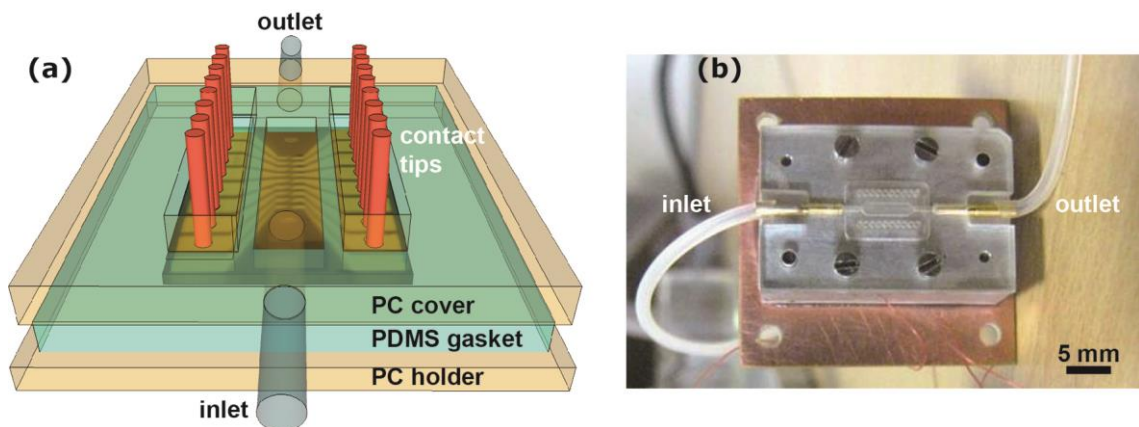 outlet
(a)
contact
tips
PC cover
PDMS gasket
PC holder
inlet
(b)
inlet
outlet
5 mm